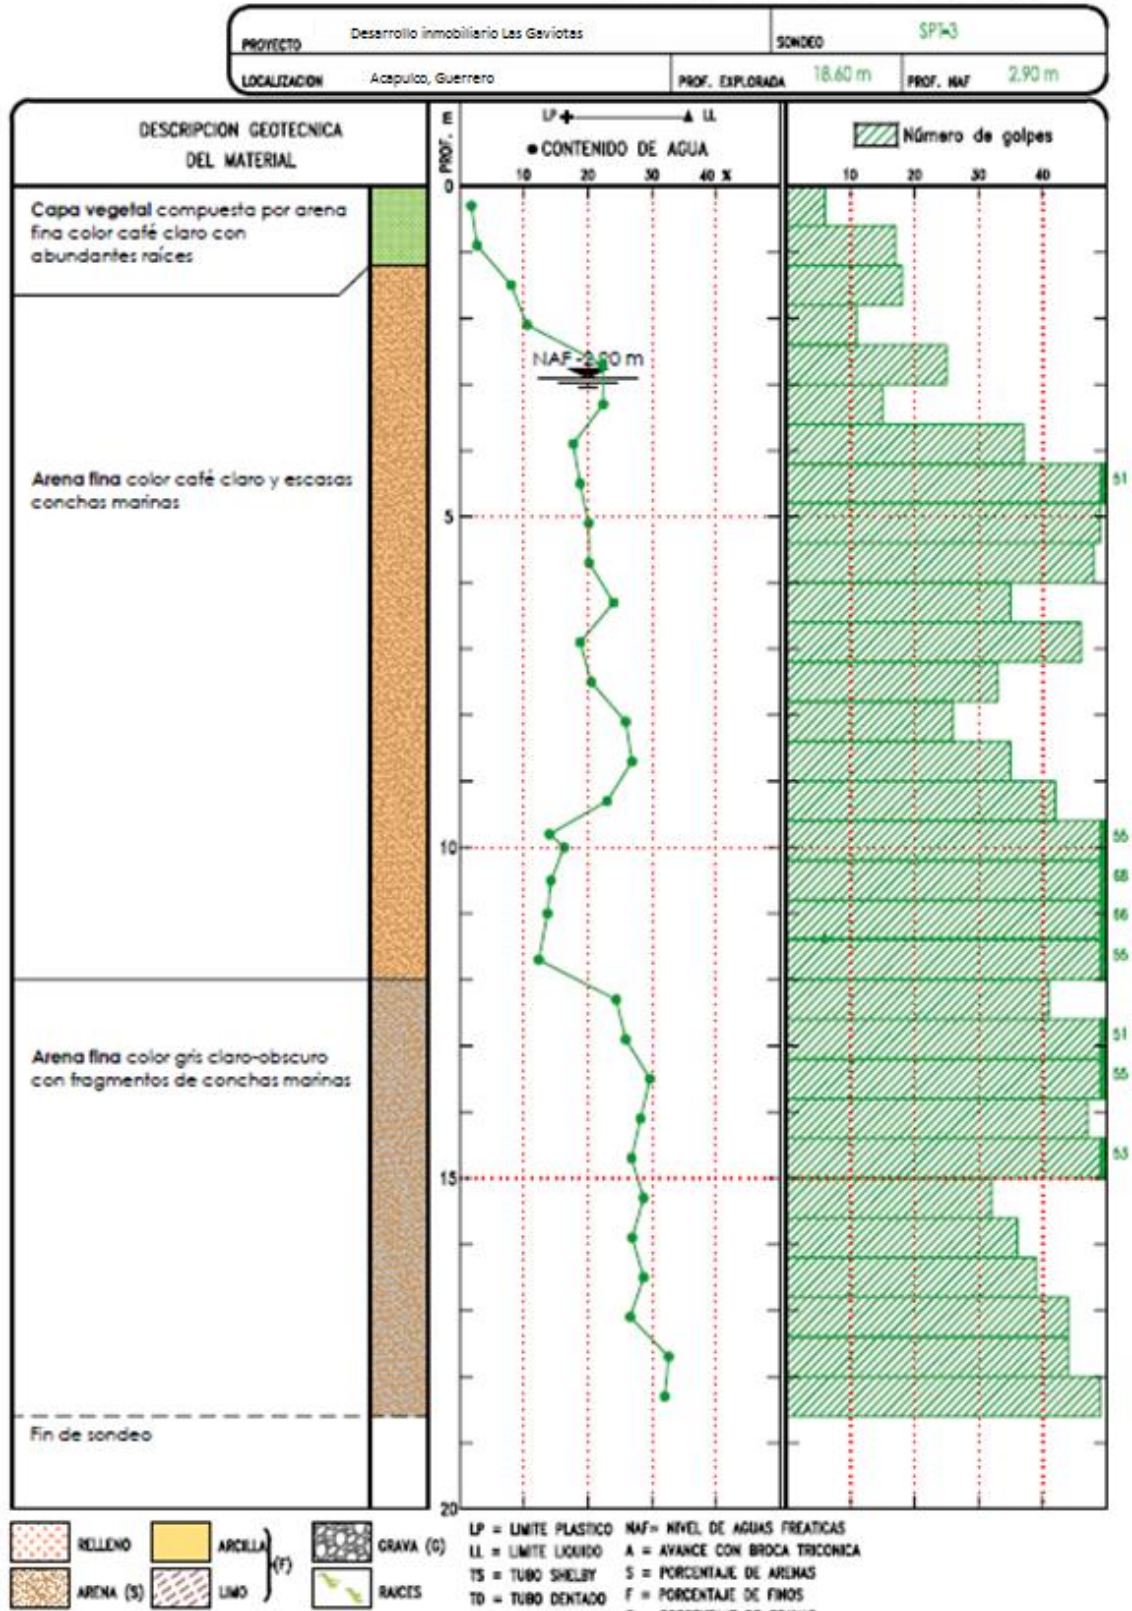 PROYECTO Desarrollo inmobiliario Las Gaviotas SONDEO SPT-3
LOCALIZACION Acapulco, Guerrero PROF. EXPLORADA 18.60 m PROF. NAF 2.90 m
DESCRIPCION GEOTECNICA
DEL MATERIAL
PROF. m
LP LL
CONTENIDO DE AGUA
10 20 30 40 %
Número de golpes
10 20 30 40
0
Capa vegetal compuesta por arena
fina color café claro con
abundantes raíces
NAF -2.90 m
Arena fina color café claro y escasas
conchas marinas
51
5
55
10
68
66
55
Arena fina color gris claro-obscuro
con fragmentos de conchas marinas
51
55
53
15
Fin de sondeo
20
RELLENO ARCILLA (F) GRAVA (G)
ARENA (S) LIMO RAICES
LP = LIMITE PLASTICO NAF= NIVEL DE AGUAS FREATICAS
LL = LIMITE LIQUIDO A = AVANCE CON BROCA TRICONICA
TS = TUBO SHELBY S = PORCENTAJE DE ARENAS
TD = TUBO DENTADO F = PORCENTAJE DE FINOS